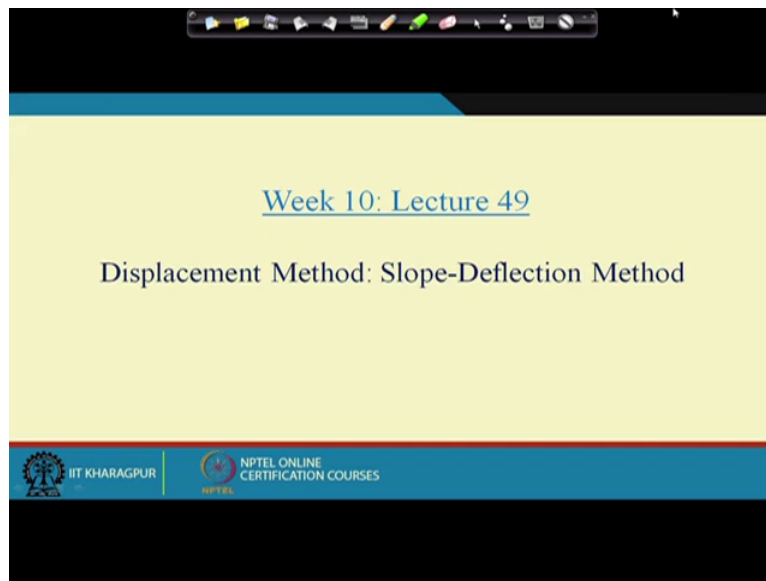 Week 10: Lecture 49
Displacement Method: Slope-Deflection Method
IIT KHARAGPUR
NPTEL ONLINE
CERTIFICATION COURSES
NPTEL